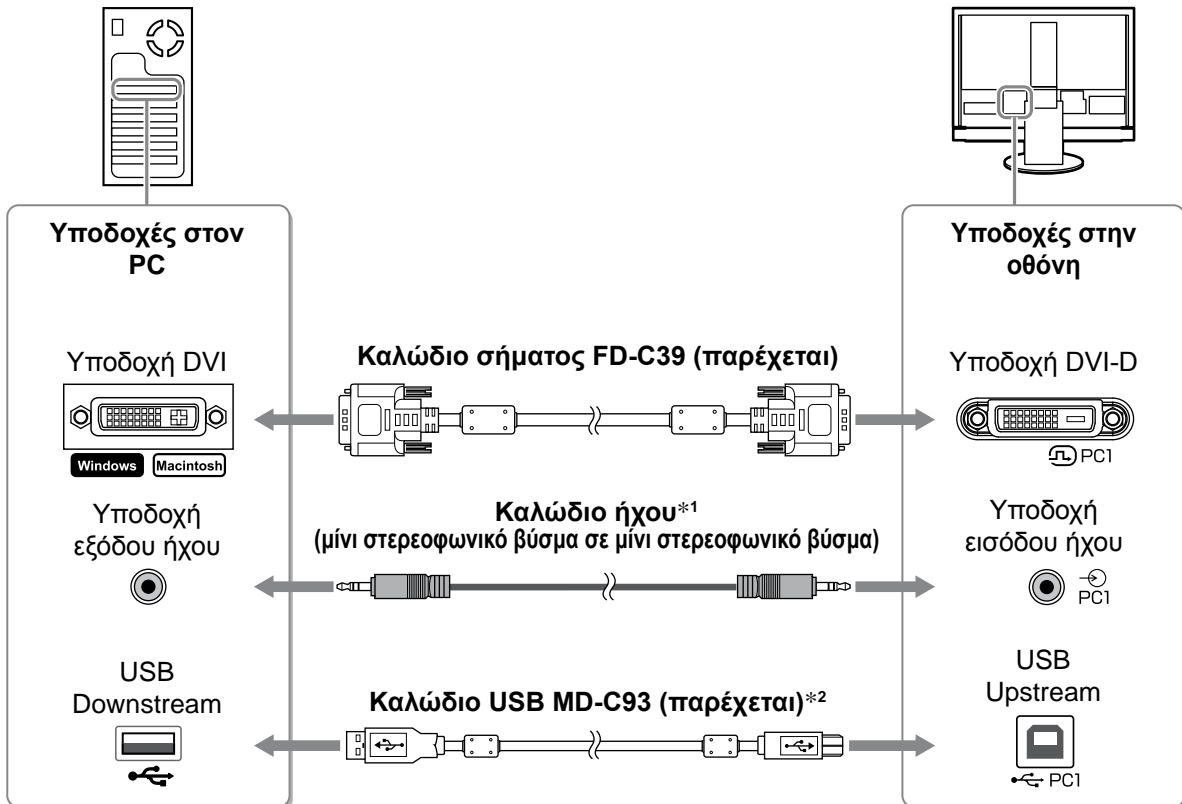 Υποδοχές στον
PC
Υποδοχές στην
οθόνη
Υποδοχή DVI
Windows Macintosh
Καλώδιο σήματος FD-C39 (παρέχεται)
Υποδοχή DVI-D
PC1
Υποδοχή
εξόδου ήχου
Καλώδιο ήχου*1
(μίνι στερεοφωνικό βύσμα σε μίνι στερεοφωνικό βύσμα)
Υποδοχή
εισόδου ήχου
PC1
USB
Downstream
Καλώδιο USB MD-C93 (παρέχεται)*2
USB
Upstream
PC1